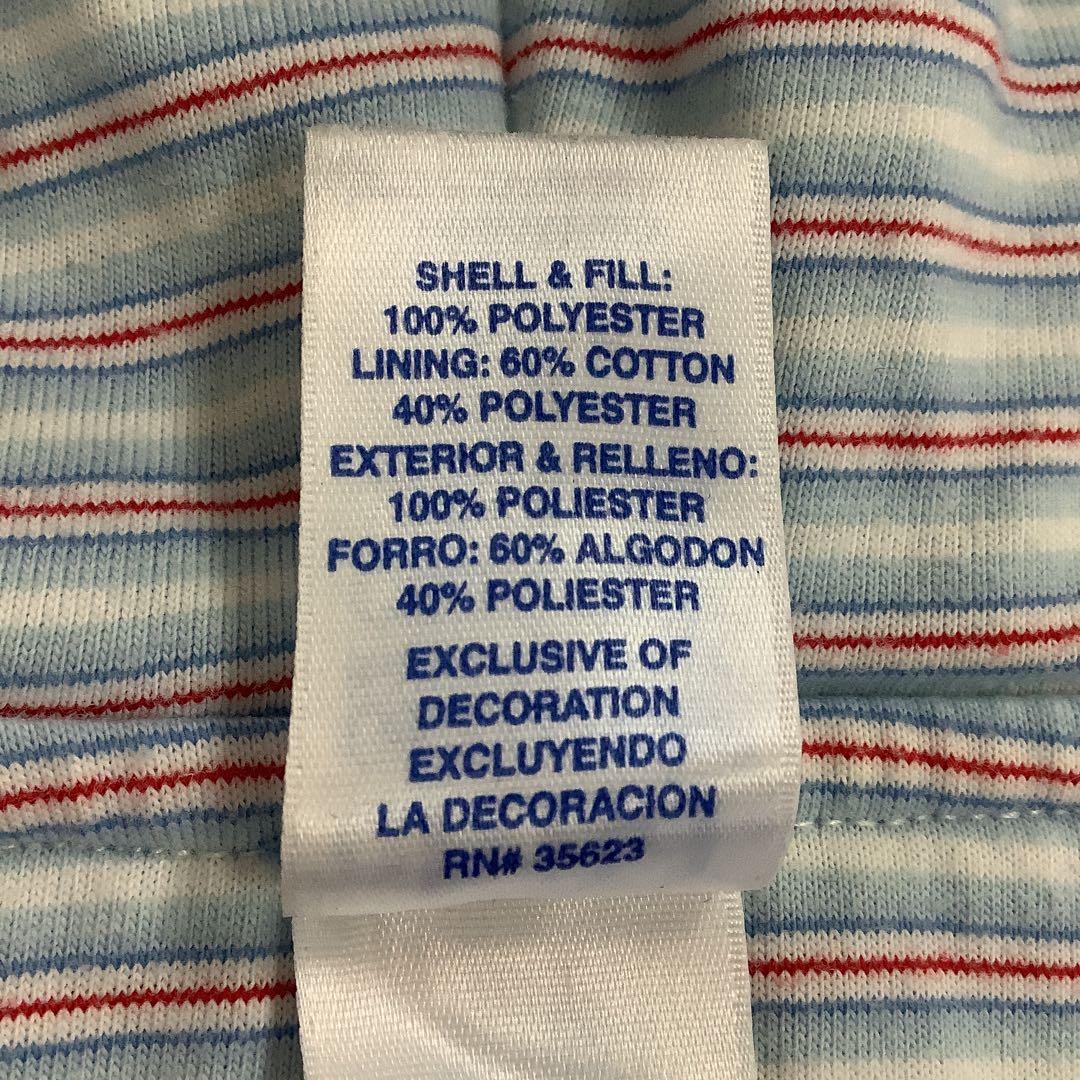 SHELL & FILL:
100% POLYESTER
LINING: 60% COTTON
40% POLYESTER
EXTERIOR & RELLENO:
100% POLIESTER
FORRO: 60% ALGODON
40% POLIESTER
EXCLUSIVE OF
DECORATION
EXCLUYENDO
LA DECORACION
RN# 35623